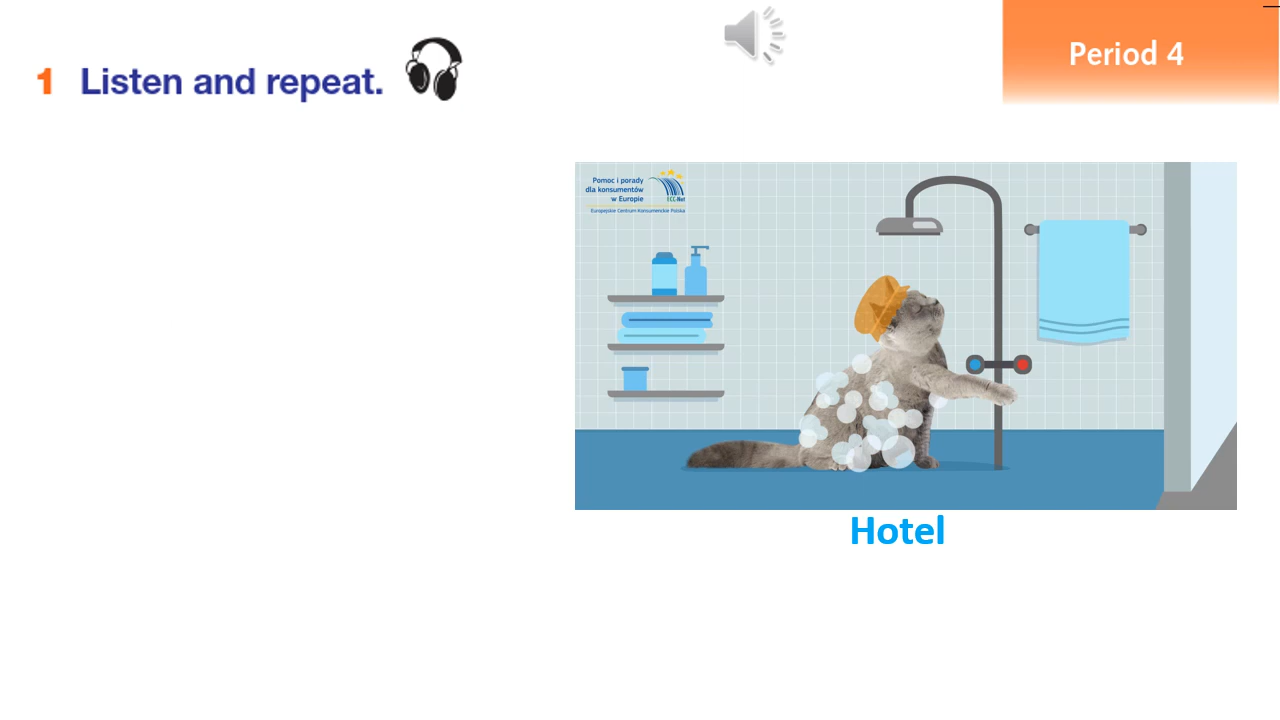 Period 4
1 Listen and repeat.
Pomoc i porady
dla konsumentów
w Europie
ECC-Net
Europejskie Centrum Konsumenckie Polska
Hotel